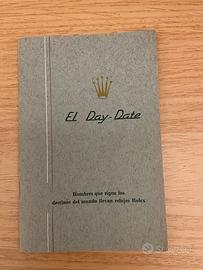 El Day-Date
Hombres que rigen los
destinos del mundo llevan relojes Rolex